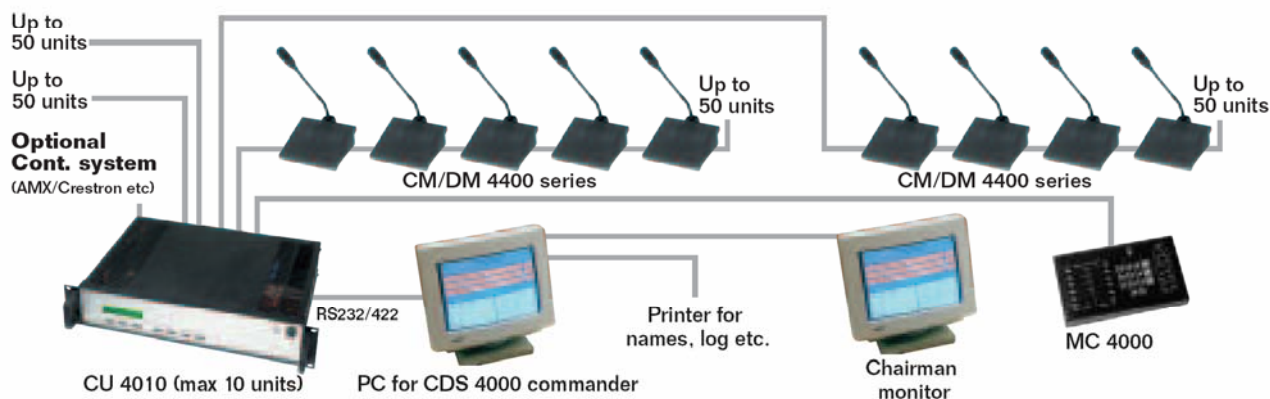 Up to
50 units
Up to
50 units
Optional
Cont. system
(AMX/Crestron etc)
Up to
50 units
CM/DM 4400 series
Up to
50 units
CM/DM 4400 series
RS232/422
CU 4010 (max 10 units)
PC for CDS 4000 commander
Printer for
names, log etc.
Chairman
monitor
MC 4000